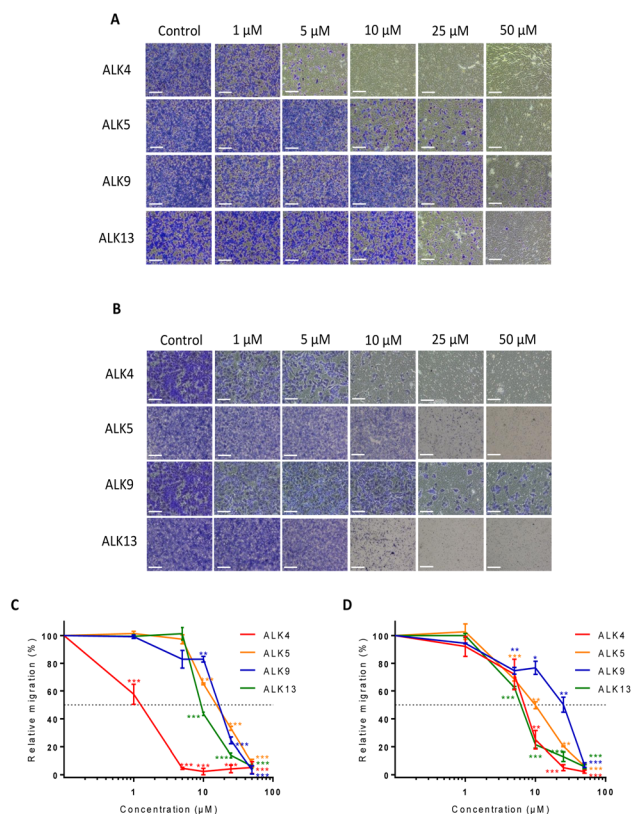 A
Control 1 µM 5 µM 10 µM 25 µM 50 µM
ALK4
ALK5
ALK9
ALK13
B
Control 1 µM 5 µM 10 µM 25 µM 50 µM
ALK4
ALK5
ALK9
ALK13
C
Relative migration (%)
100
80
60
40
20
0
1 10 100
Concentration (µM)
ALK4
ALK5
ALK9
ALK13
***
***
***
***
**
**
***
***
***
***
***
***
***
***
D
Relative migration (%)
100
80
60
40
20
0
1 10 100
Concentration (µM)
ALK4
ALK5
ALK9
ALK13
**
***
***
*
**
**
***
**
***
***
***
***
***